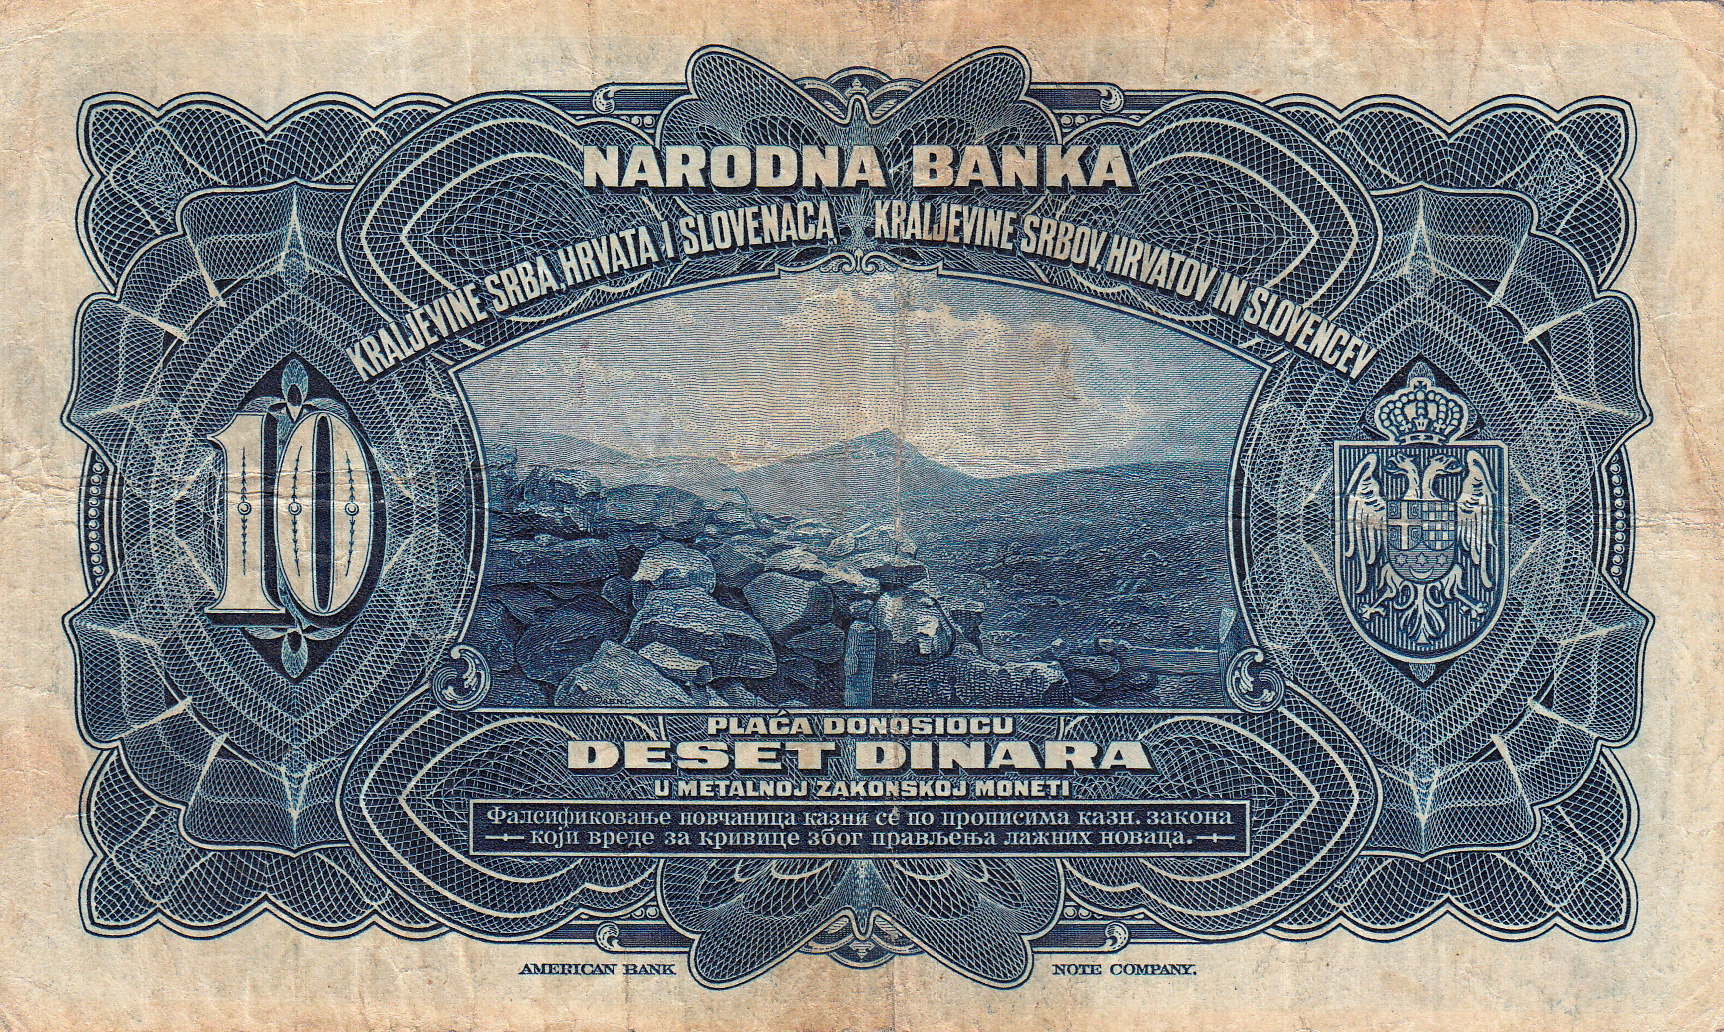 NARODNA BANKA
KRALJEVINE SRBA, HRVATA I SLOVENACA
KRALJEVINE SRBOV, HRVATOV IN SLOVENCEV
10
PLAĆA DONOSIOCU
DESET DINARA
U METALNOJ ZAKONSKOJ MONETI
Фалсификовање новчаница казни се по прописима казн. закона
који вреде за кривице због прављења лажних новаца.
AMERICAN BANK NOTE COMPANY.